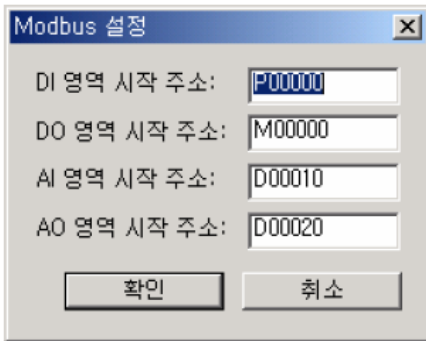 Modbus 설정
DI 영역 시작 주소: P00000
DO 영역 시작 주소: M00000
AI 영역 시작 주소: D00010
AO 영역 시작 주소: D00020
확인 취소